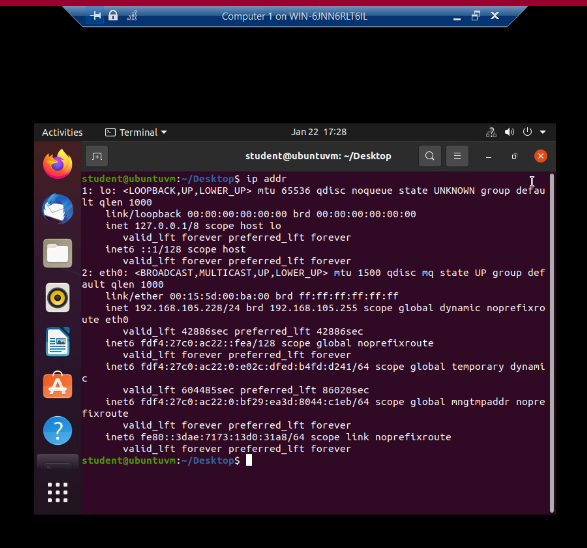 Computer 1 on WIN-6JNN6RLT6IL
Activities
Terminal
Jan 22 17:28
student@ubuntuvm: ~/Desktop
student@ubuntuvm:~/Desktop$ ip addr
1: lo: <LOOPBACK,UP,LOWER_UP> mtu 65536 qdisc noqueue state UNKNOWN group defau
lt qlen 1000
link/loopback 00:00:00:00:00:00 brd 00:00:00:00:00:00
inet 127.0.0.1/8 scope host lo
valid_lft forever preferred_lft forever
inet6 ::1/128 scope host
valid_lft forever preferred_lft forever
2: eth0: <BROADCAST,MULTICAST,UP,LOWER_UP> mtu 1500 qdisc mq state UP group def
ault qlen 1000
link/ether 00:15:5d:00:ba:00 brd ff:ff:ff:ff:ff:ff
inet 192.168.105.228/24 brd 192.168.105.255 scope global dynamic noprefixro
ute eth0
valid_lft 42886sec preferred_lft 42886sec
inet6 fdf4:27c0:ac22::fea/128 scope global noprefixroute
valid_lft forever preferred_lft forever
inet6 fdf4:27c0:ac22:0:e02c:dfed:b4fd:d241/64 scope global temporary dynami
c
valid_lft 604485sec preferred_lft 86020sec
inet6 fdf4:27c0:ac22:0:bf29:ea3d:8044:c1eb/64 scope global mngtmpaddr nopre
fixroute
valid_lft forever preferred_lft forever
inet6 fe80::3dae:7173:13d0:31a8/64 scope link noprefixroute
valid_lft forever preferred_lft forever
student@ubuntuvm:~/Desktop$